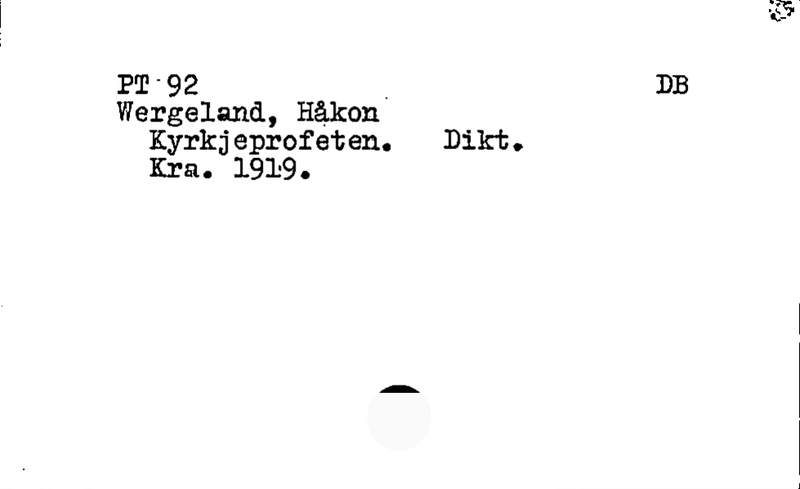 PT 92 DB
Wergeland, Håkon
Kyrkjeprofeten. Dikt.
Kra. 1919.